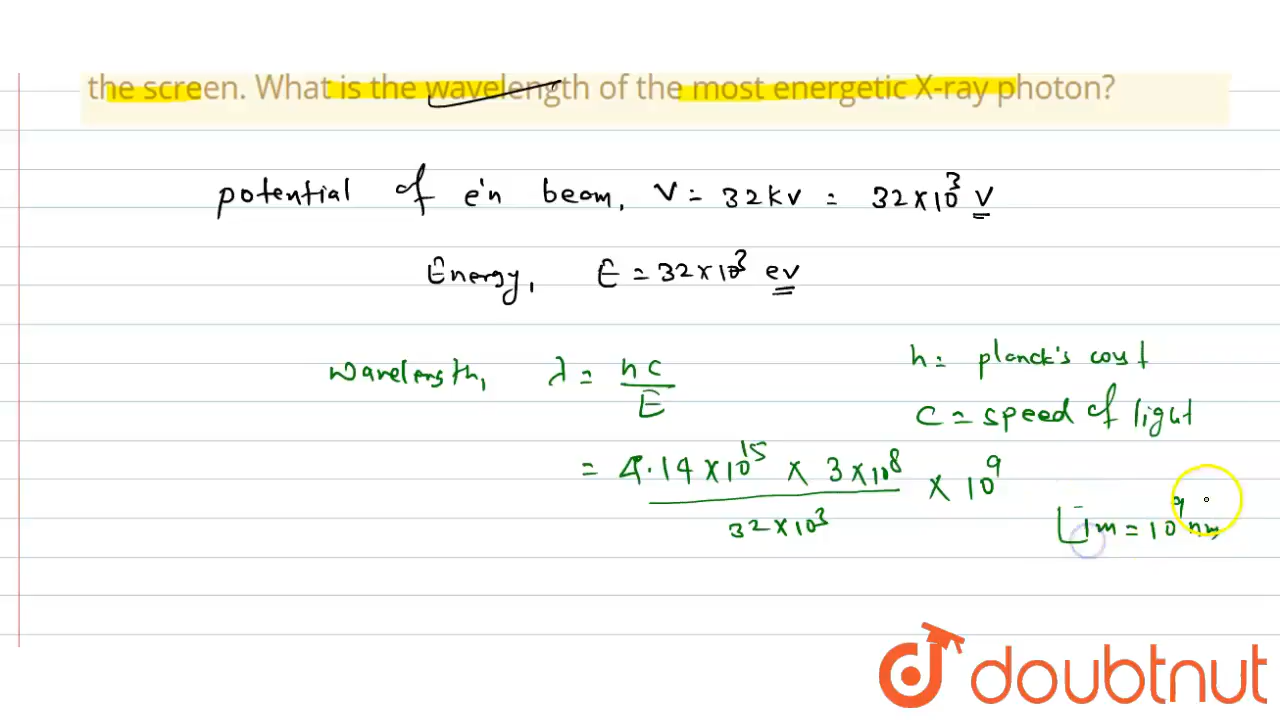 the screen. What is the wavelength of the most energetic X-ray photon?
potential of e'n beam, V = 32kV = 32×10³ V
Energy, E = 32×10³ ev
Wavelength, λ = hc/E
h = planck's const
c = speed of light
= 4.14×10¹⁵ × 3×10⁸ / 32×10³ × 10⁹
1m = 10⁹ nm
doubtnut